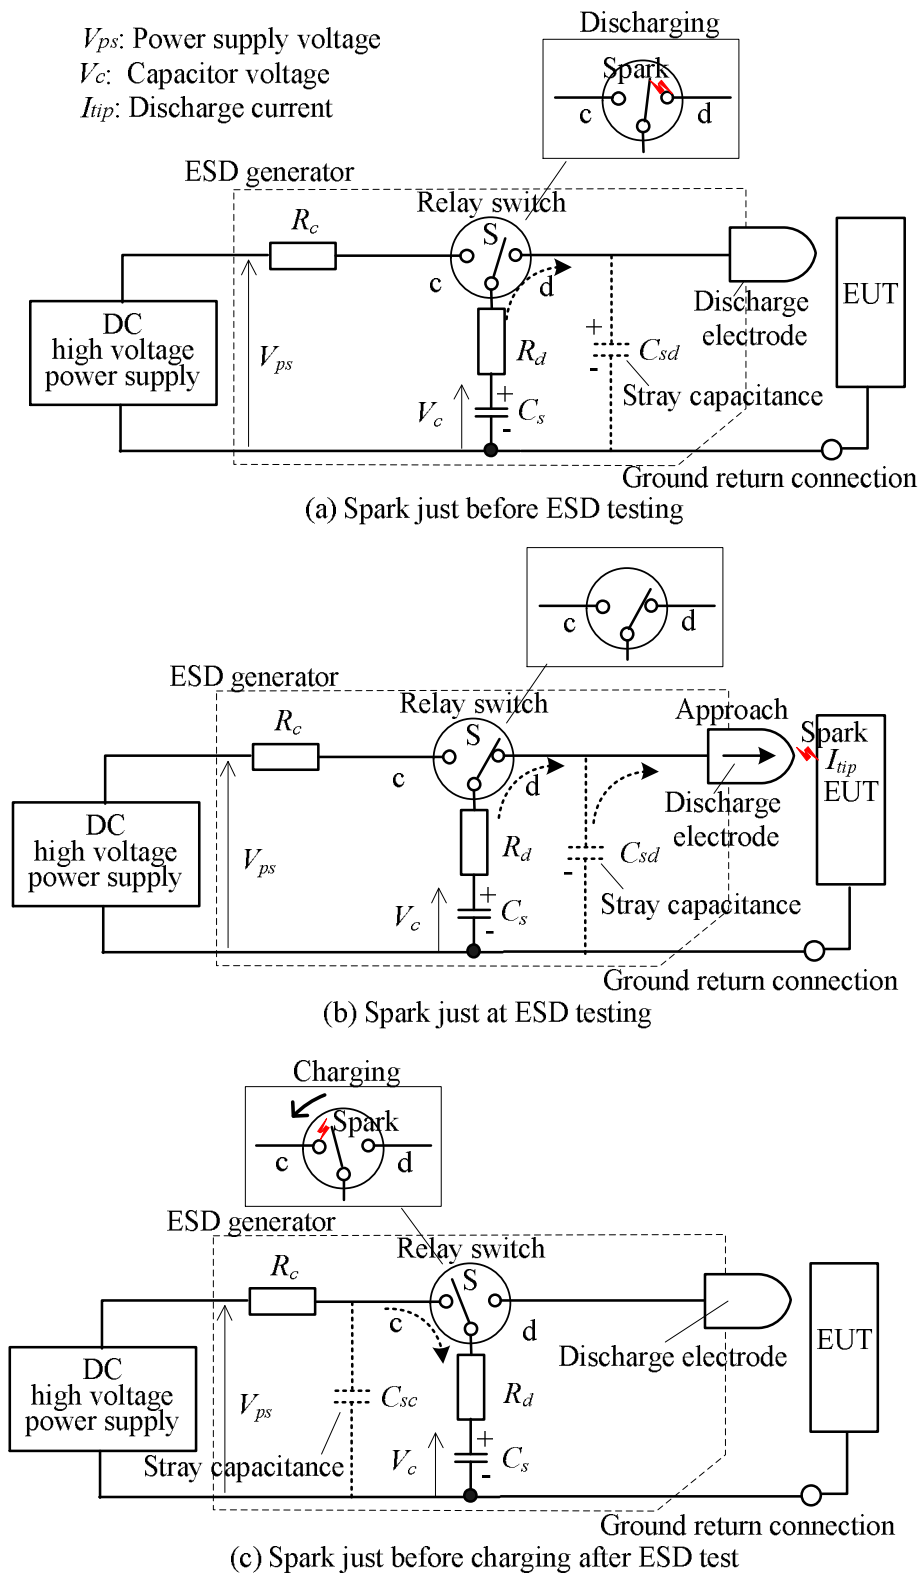 Vps: Power supply voltage
Vc: Capacitor voltage
Itip: Discharge current
Discharging
Spark
c
d
ESD generator
Relay switch
Rc
S
c
d
DC
high voltage
power supply
Vps
Rd
Vc
+
Cs
-
+
Csd
-
Stray capacitance
Discharge
electrode
EUT
Ground return connection
(a) Spark just before ESD testing
c
d
ESD generator
Relay switch
Approach
Rc
S
Spark
Itip
EUT
c
d
Discharge
electrode
DC
high voltage
power supply
Vps
Rd
Csd
-
Vc
+
Cs
-
Stray capacitance
Ground return connection
(b) Spark just at ESD testing
Charging
Spark
c
d
ESD generator
Relay switch
Rc
S
c
d
EUT
Discharge electrode
DC
high voltage
power supply
Vps
Csc
Rd
Stray capacitance
Vc
+
Cs
-
Ground return connection
(c) Spark just before charging after ESD test